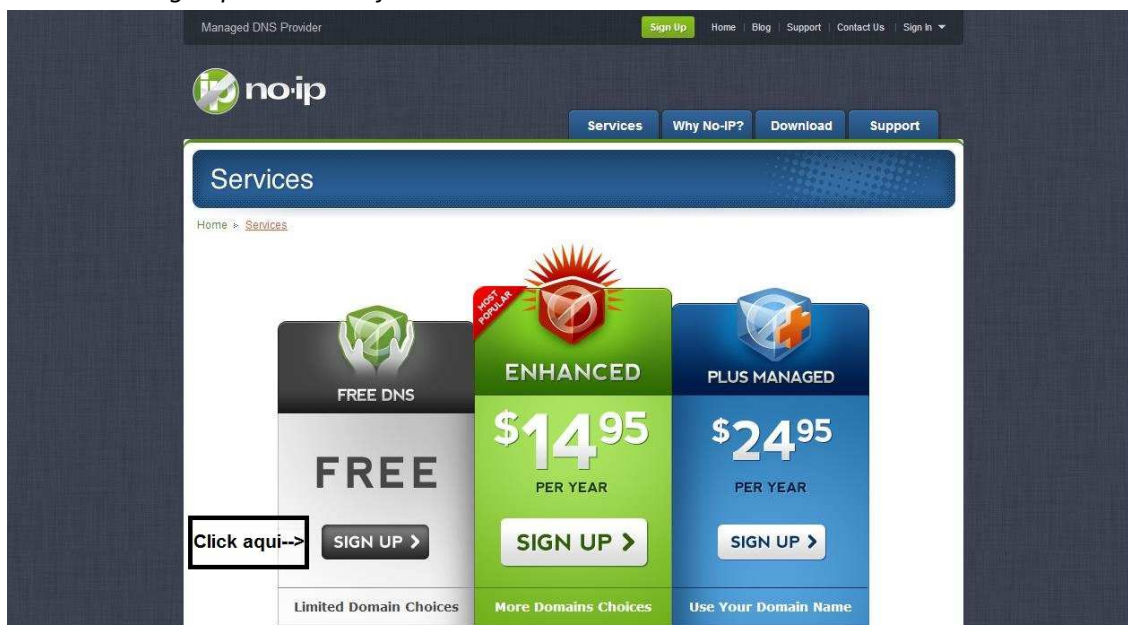 Managed DNS Provider
Sign Up Home Blog Support Contact Us Sign In
no-ip
Services Why No-IP? Download Support
Services
Home » Services
MOST POPULAR
FREE DNS
ENHANCED
PLUS MANAGED
FREE
$14.95
$24.95
PER YEAR
PER YEAR
Click aqui-->
SIGN UP >
SIGN UP >
SIGN UP >
Limited Domain Choices
More Domains Choices
Use Your Domain Name